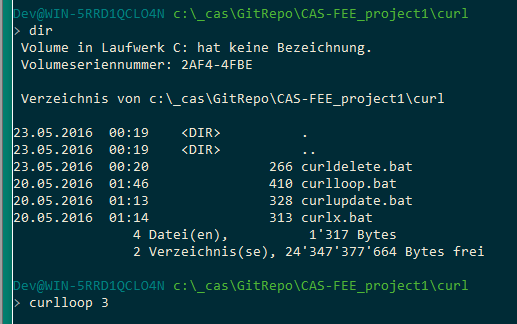 Dev@WIN-5RRD1QCLO4N c:\_cas\GitRepo\CAS-FEE_project1\curl
> dir
 Volume in Laufwerk C: hat keine Bezeichnung.
 Volumeseriennummer: 2AF4-4FBE

 Verzeichnis von c:\_cas\GitRepo\CAS-FEE_project1\curl

23.05.2016  00:19    <DIR>          .
23.05.2016  00:19    <DIR>          ..
23.05.2016  00:20               266 curldelete.bat
20.05.2016  01:46               410 curlloop.bat
20.05.2016  01:13               328 curlupdate.bat
20.05.2016  01:14               313 curlx.bat
               4 Datei(en),          1'317 Bytes
               2 Verzeichnis(se), 24'347'377'664 Bytes frei

Dev@WIN-5RRD1QCLO4N c:\_cas\GitRepo\CAS-FEE_project1\curl
> curlloop 3